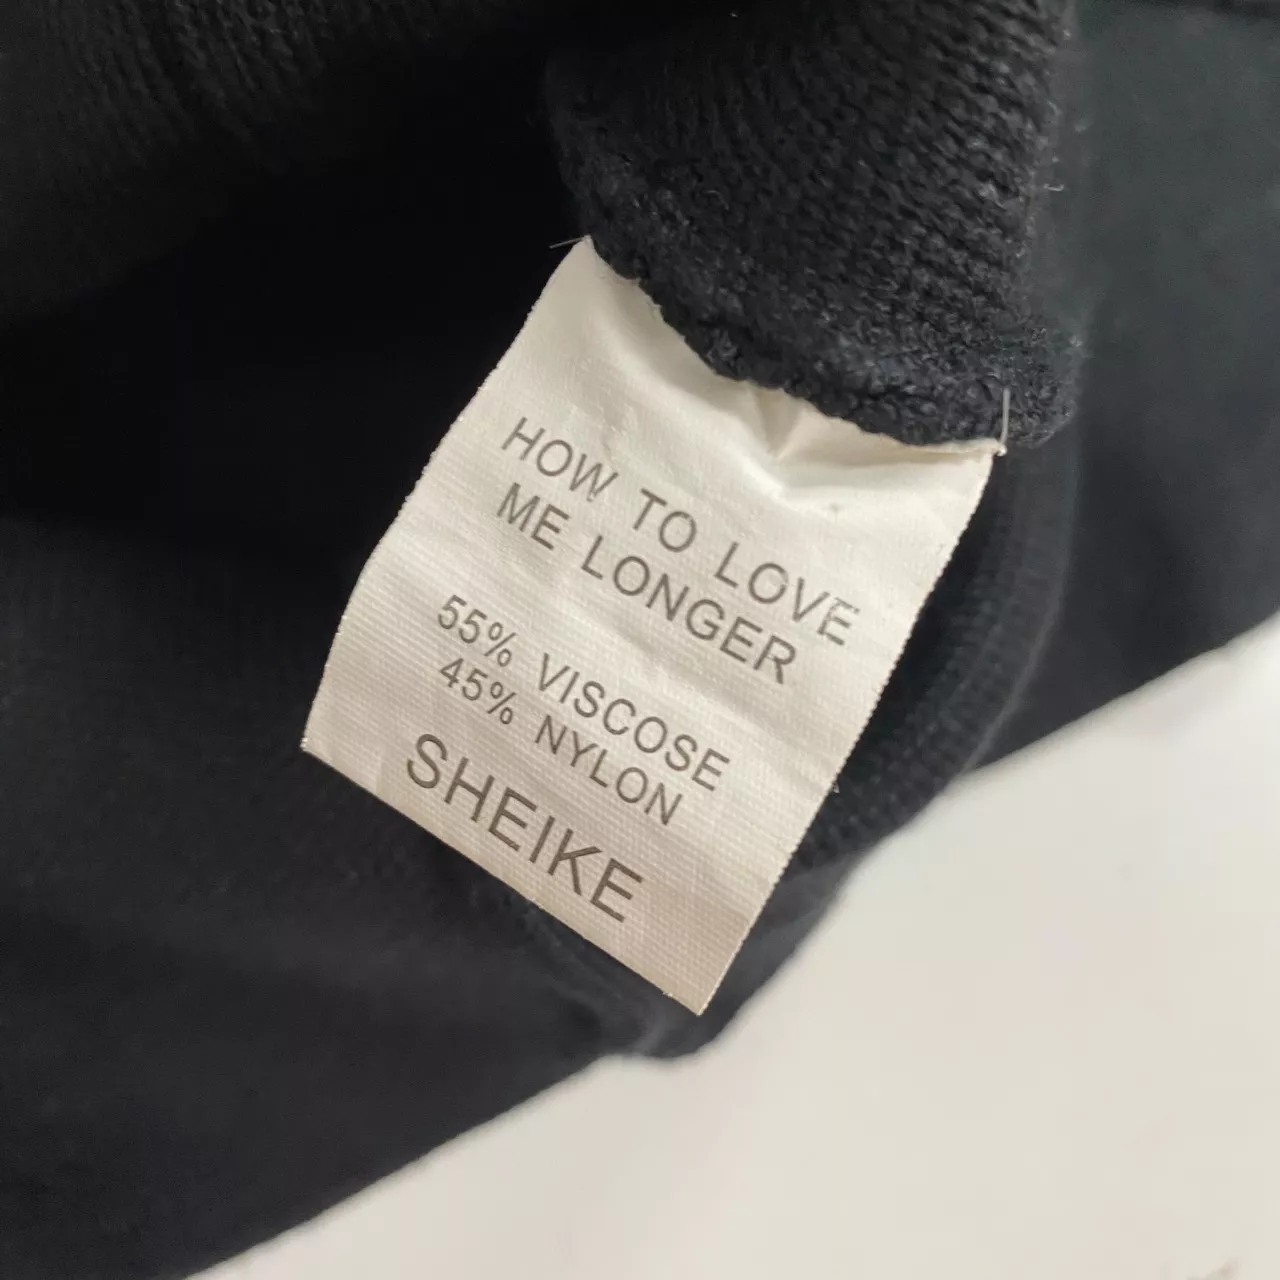 HOW TO LOVE
ME LONGER
55% VISCOSE
45% NYLON
SHEIKE